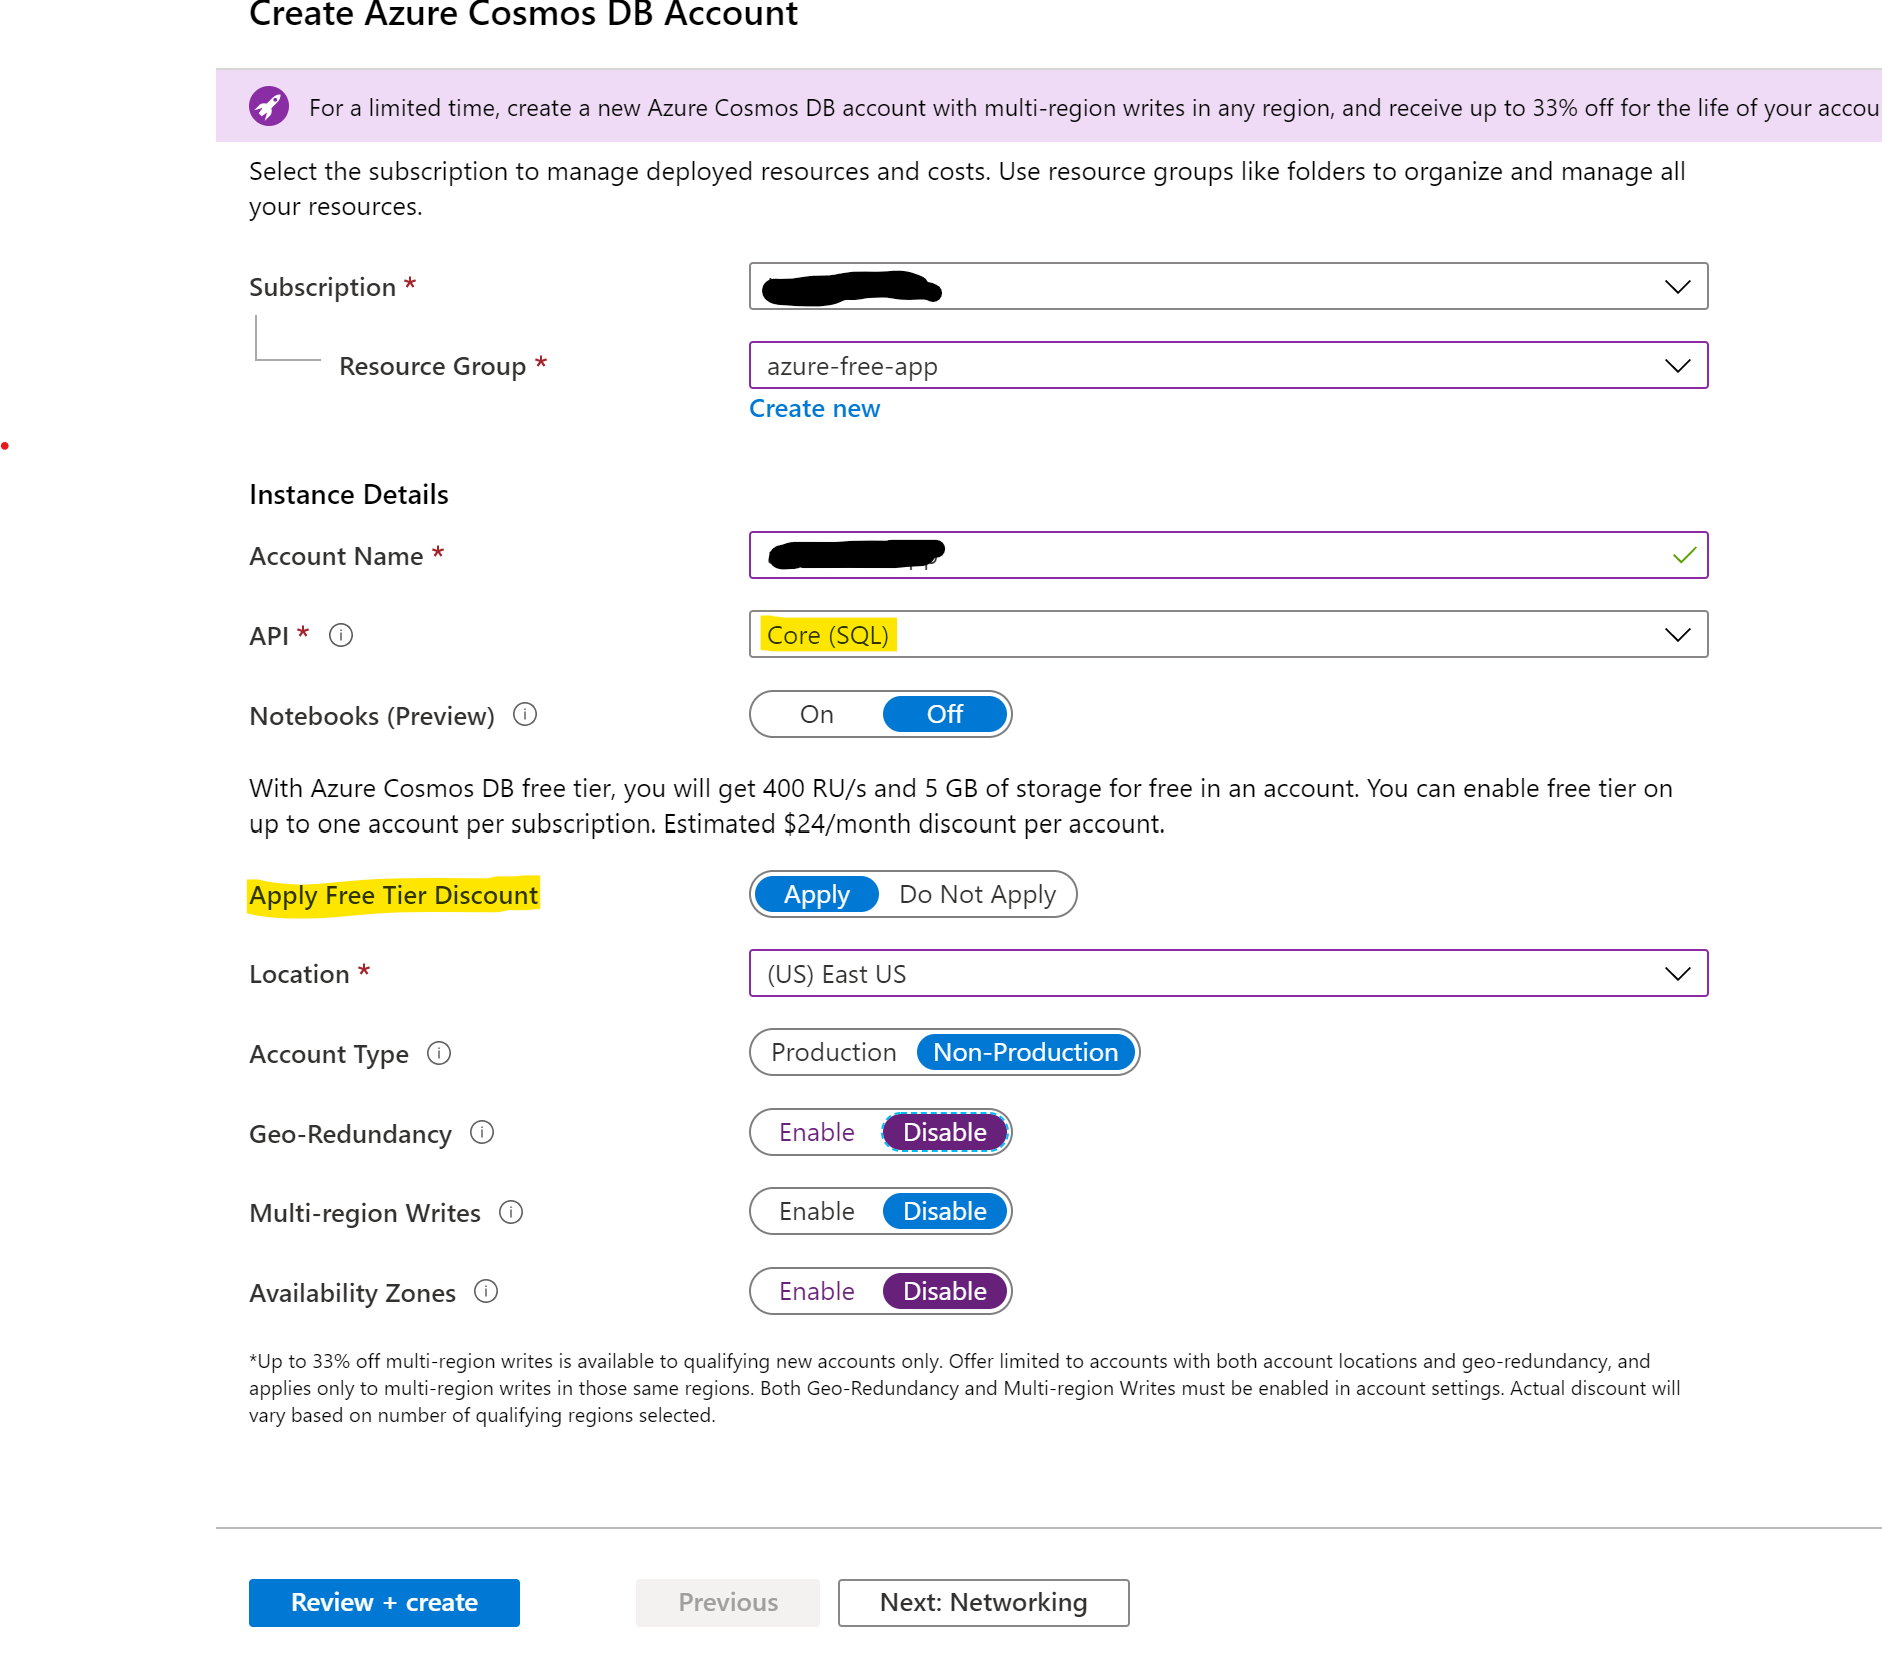 Create Azure Cosmos DB Account
For a limited time, create a new Azure Cosmos DB account with multi-region writes in any region, and receive up to 33% off for the life of your accou
Select the subscription to manage deployed resources and costs. Use resource groups like folders to organize and manage all
your resources.
Subscription *
Resource Group *
azure-free-app
Create new
Instance Details
Account Name *
API *
Core (SQL)
Notebooks (Preview)
On Off
With Azure Cosmos DB free tier, you will get 400 RU/s and 5 GB of storage for free in an account. You can enable free tier on
up to one account per subscription. Estimated $24/month discount per account.
Apply Free Tier Discount
Apply Do Not Apply
Location *
(US) East US
Account Type
Production Non-Production
Geo-Redundancy
Enable Disable
Multi-region Writes
Enable Disable
Availability Zones
Enable Disable
*Up to 33% off multi-region writes is available to qualifying new accounts only. Offer limited to accounts with both account locations and geo-redundancy, and
applies only to multi-region writes in those same regions. Both Geo-Redundancy and Multi-region Writes must be enabled in account settings. Actual discount will
vary based on number of qualifying regions selected.
Review + create
Previous
Next: Networking